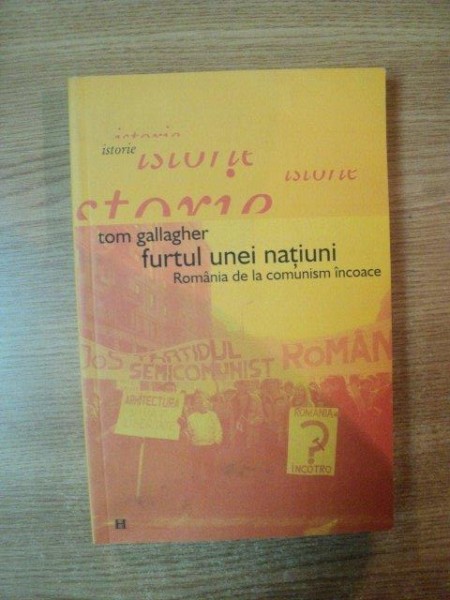 istorie
istorie
istorie
istorie
istorie
tom gallagher
furtul unei națiuni
România de la comunism încoace
JOS PARTIDUL
SEMICOMUNIST ROMÂN
ARHITECTURA
ROMÂNIA
?
ÎNCOTRO
H